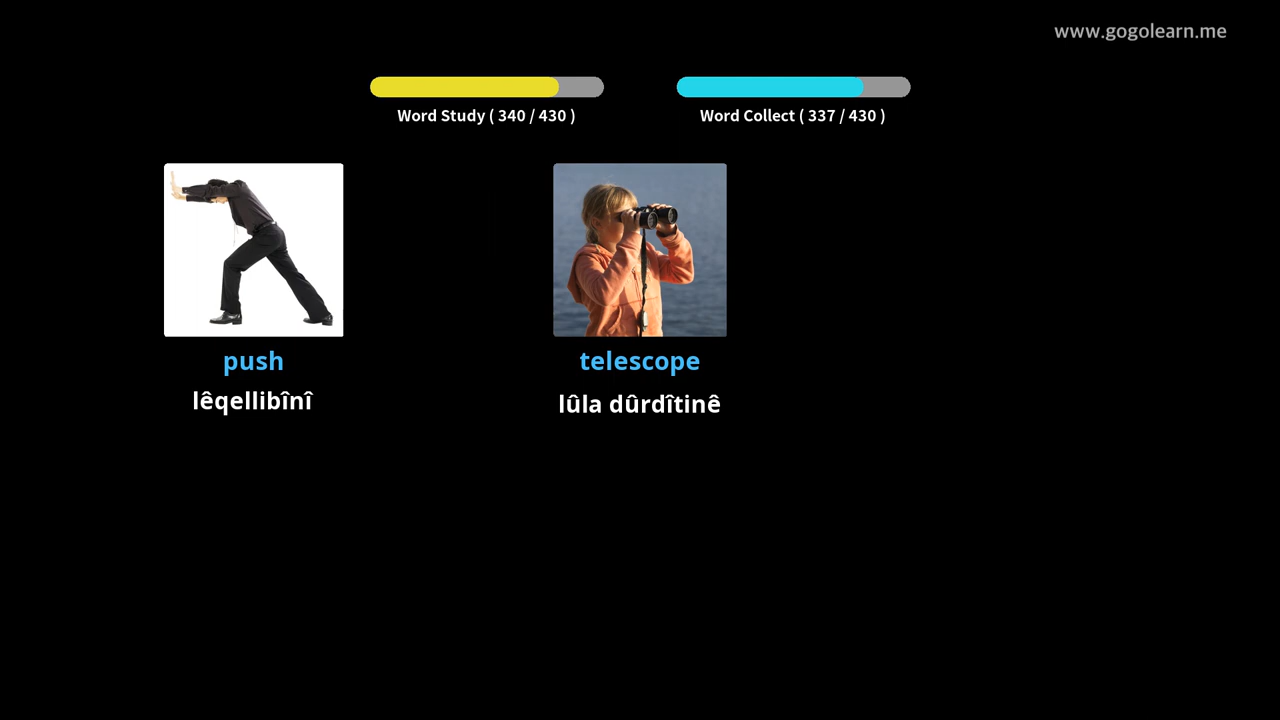 www.gogolearn.me
Word Study ( 340 / 430 )
Word Collect ( 337 / 430 )
push
lêqellibînî
telescope
lûla dûrdîtinê